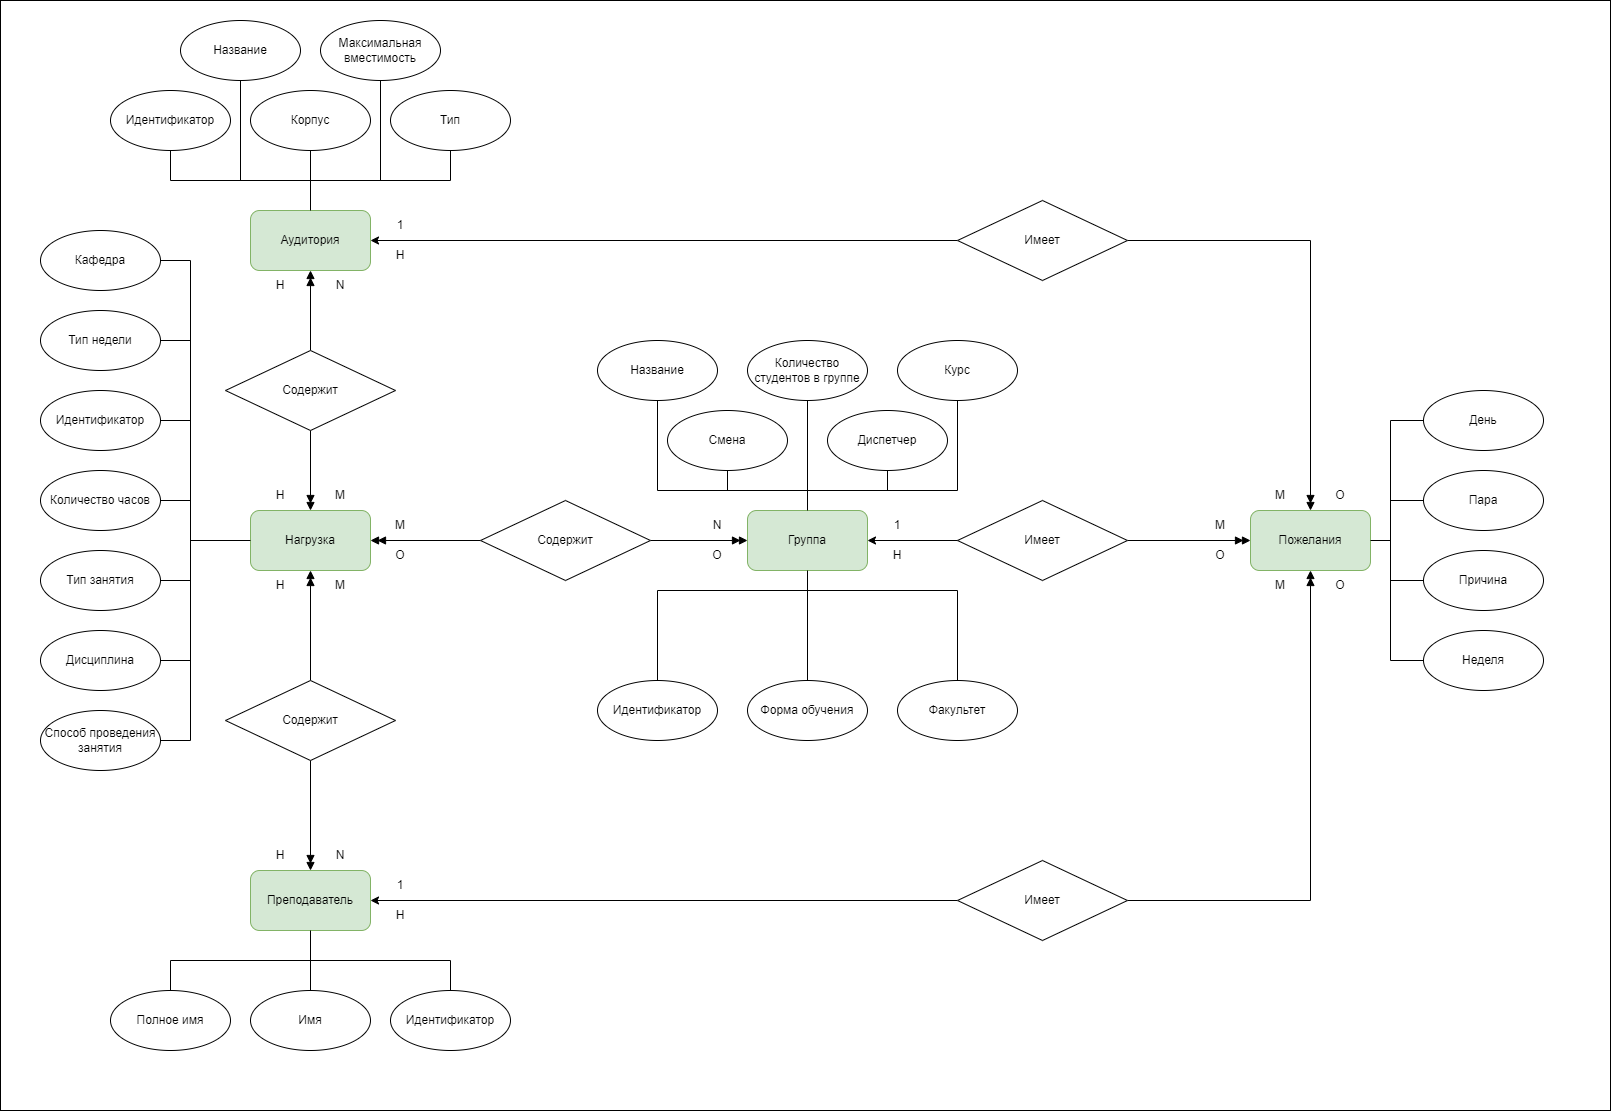 Название
Максимальная
вместимость
Идентификатор
Корпус
Тип
1
Аудитория
Имеет
Н
Кафедра
Н
N
Тип недели
Название
Количество
студентов в группе
Курс
Содержит
Идентификатор
Смена
Диспетчер
День
Количество часов
Н
М
М
О
Пара
М
N
1
М
Нагрузка
Содержит
Группа
Имеет
Пожелания
О
О
Н
О
Тип занятия
Н
М
М
О
Причина
Дисциплина
Неделя
Содержит
Идентификатор
Форма обучения
Факультет
Способ проведения
занятия
Н
N
1
Преподаватель
Имеет
Н
Полное имя
Имя
Идентификатор